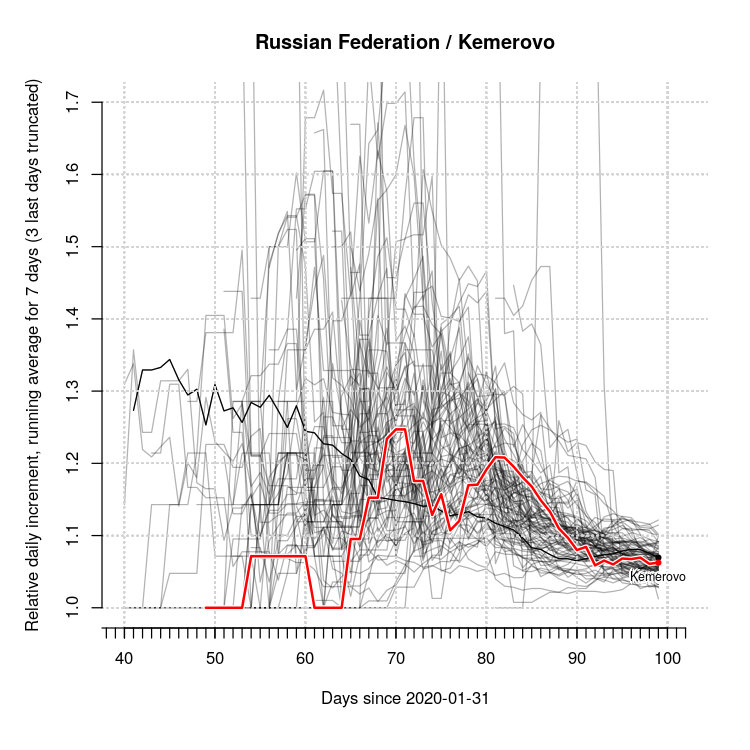 Russian Federation / Kemerovo
Relative daily increment, running average for 7 days (3 last days truncated)
1.7
1.6
1.5
1.4
1.3
1.2
1.1
1.0
Kemerovo
40 50 60 70 80 90 100
Days since 2020-01-31